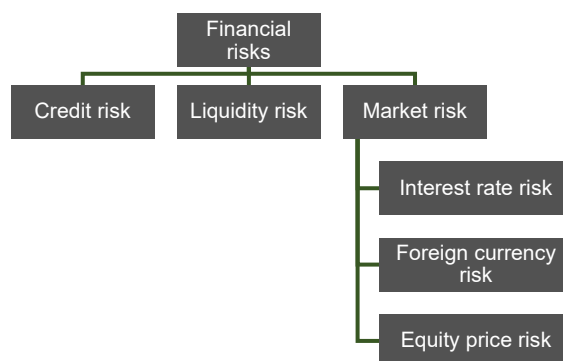 Financial
risks
Credit risk
Liquidity risk
Market risk
Interest rate risk
Foreign currency
risk
Equity price risk